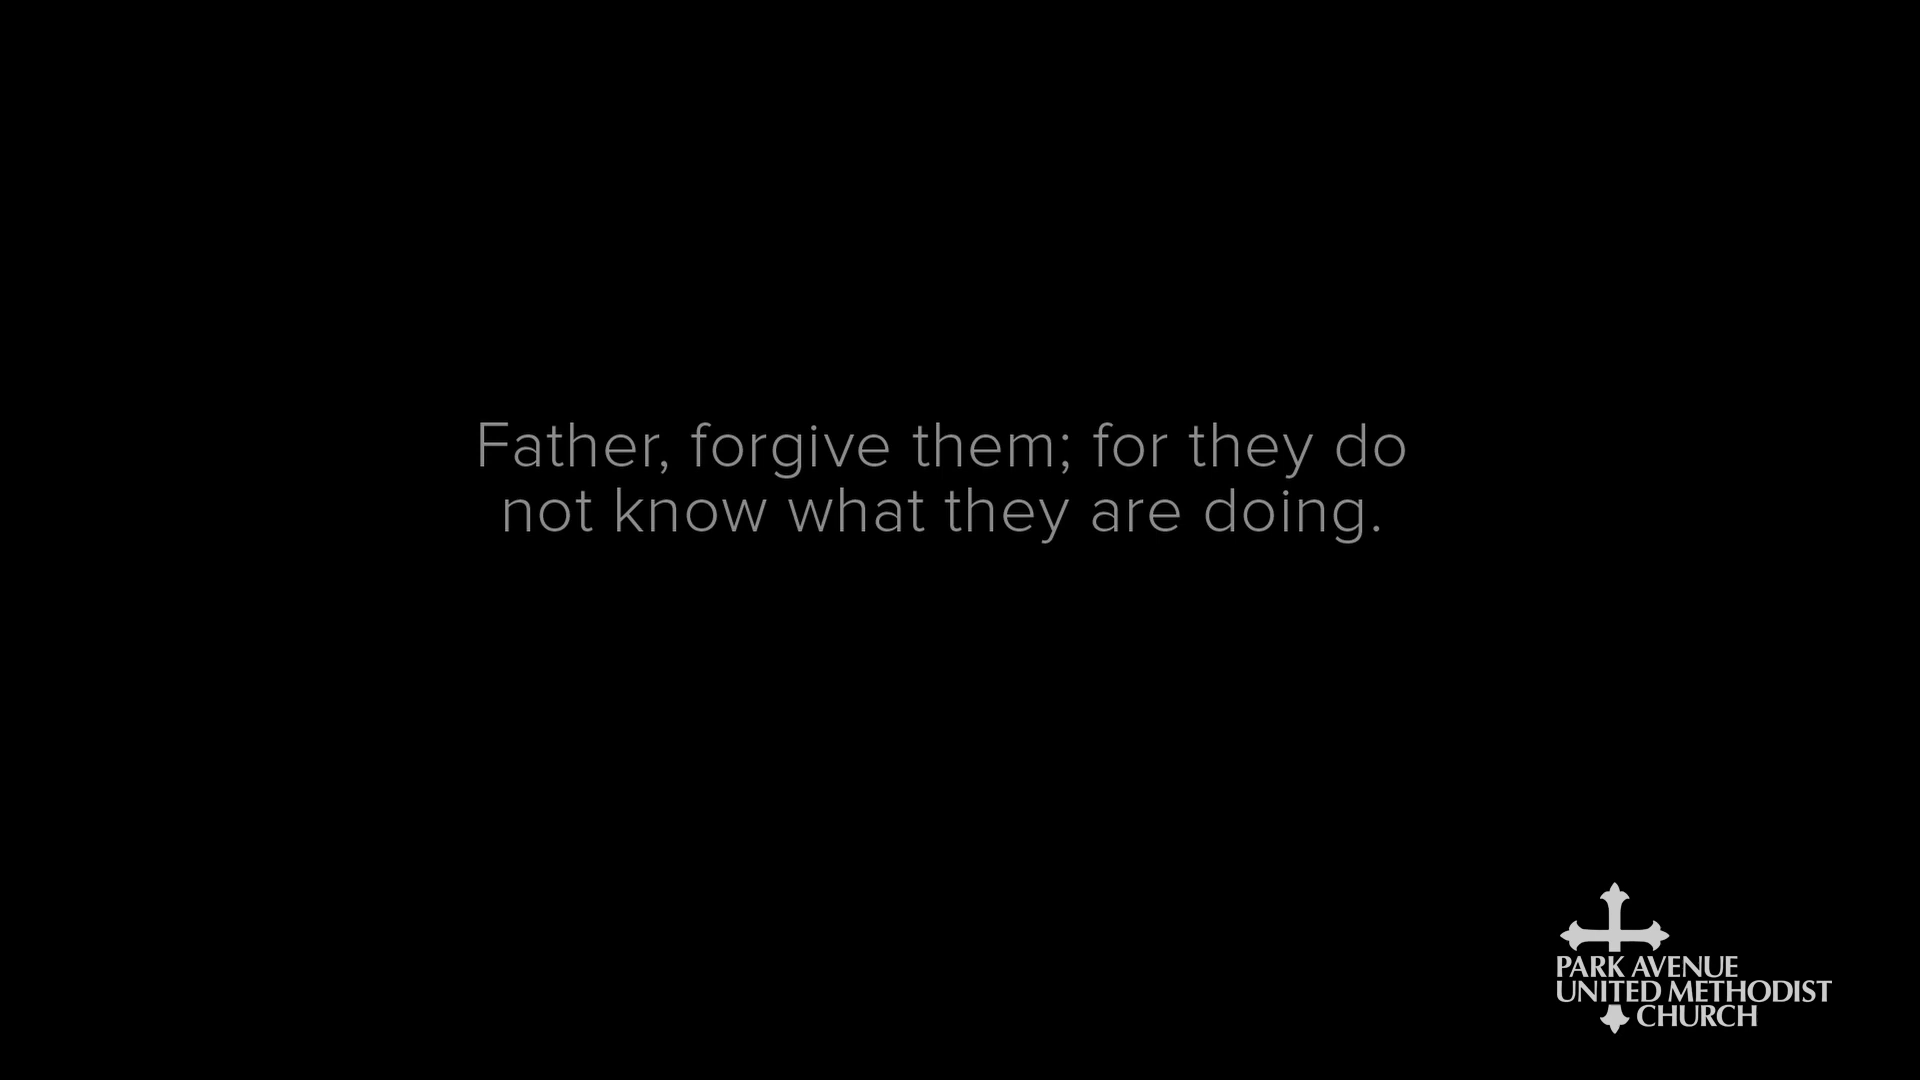 Father, forgive them; for they do
not know what they are doing.
PARK AVENUE
UNITED METHODIST
CHURCH